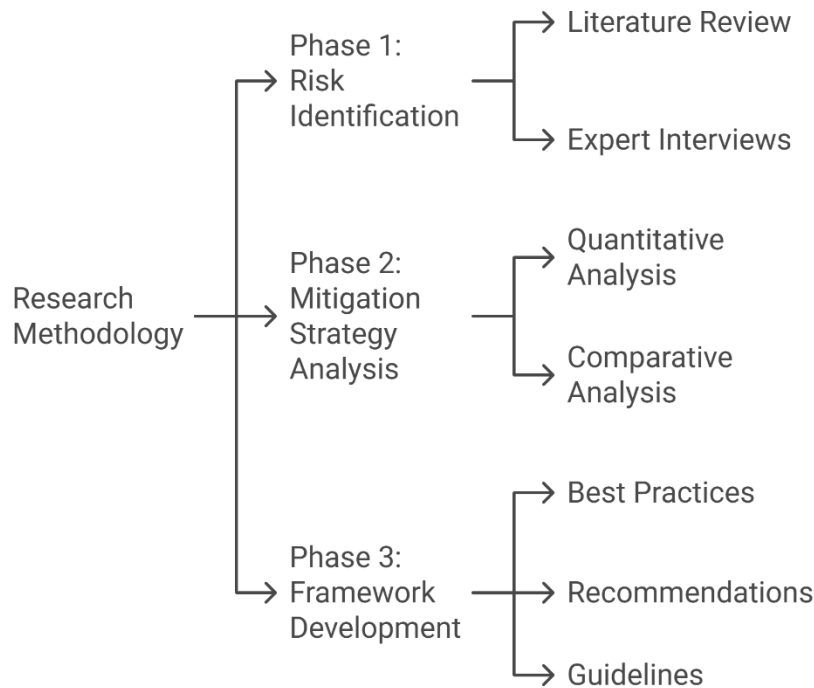 Research
Methodology
Phase 1:
Risk
Identification
Literature Review
Expert Interviews
Phase 2:
Mitigation
Strategy
Analysis
Quantitative
Analysis
Comparative
Analysis
Phase 3:
Framework
Development
Best Practices
Recommendations
Guidelines